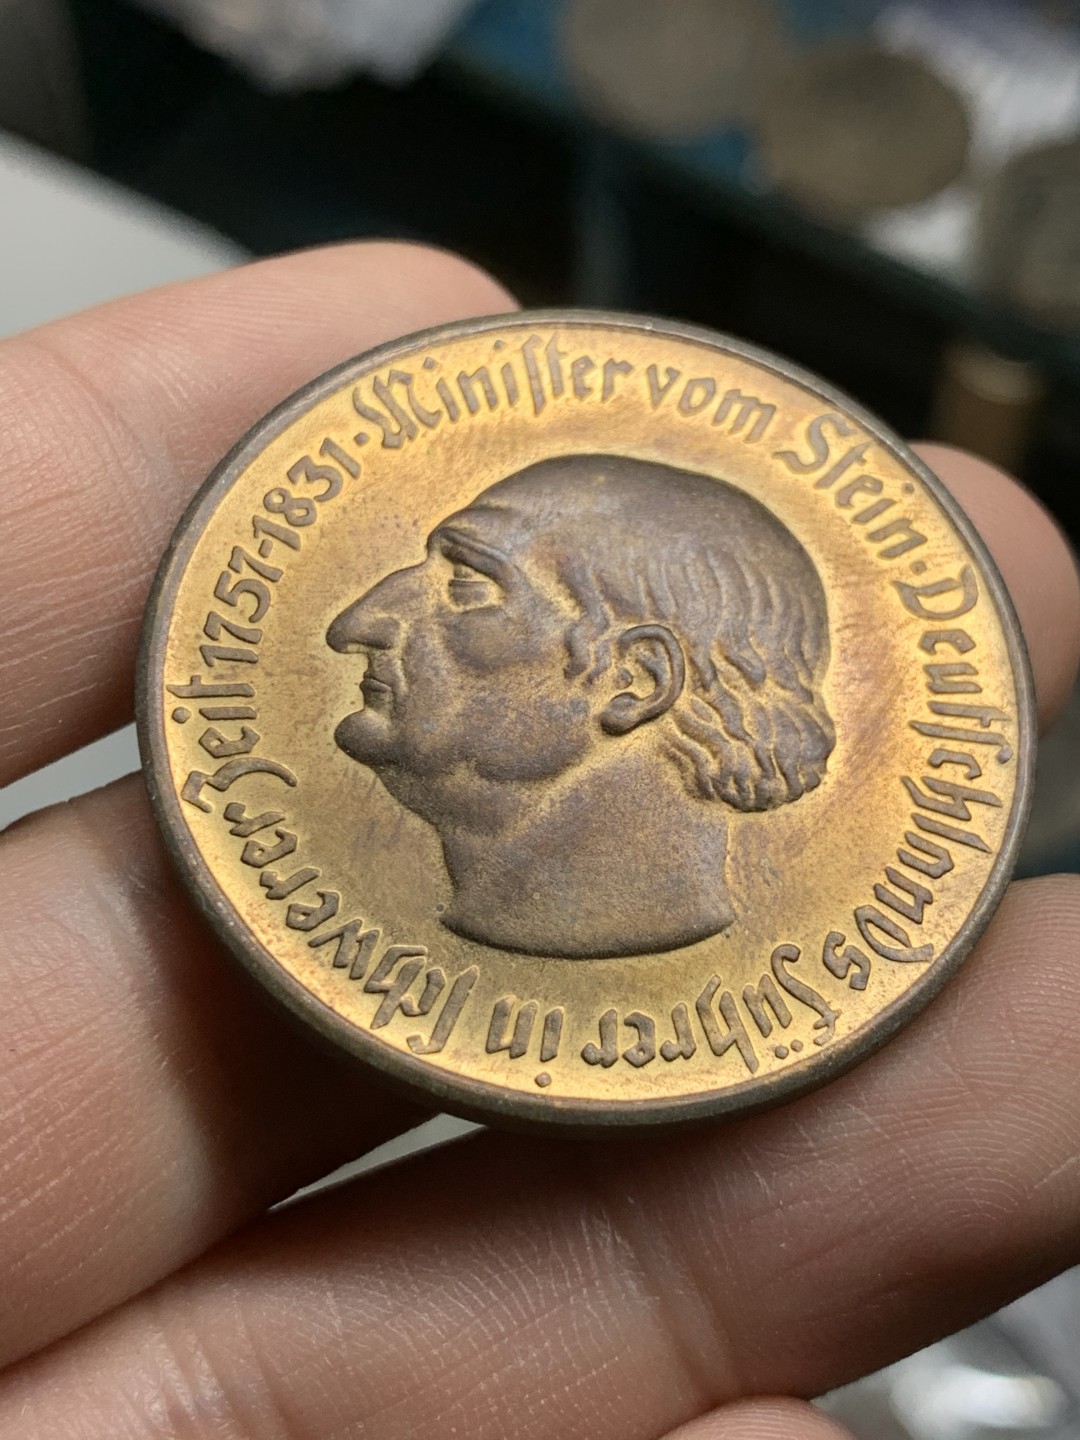 Minister vom Stein · Deutschlands Führer in schwerer Zeit 1757-1831 ·